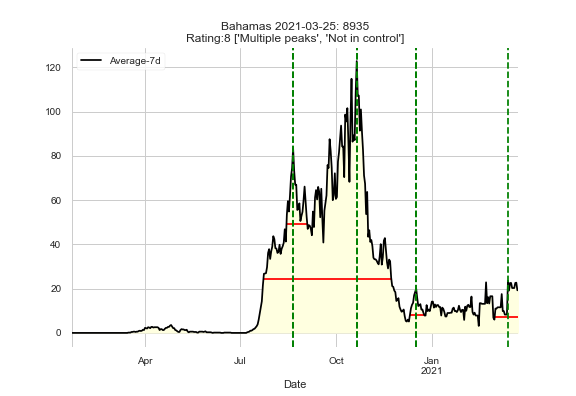 Bahamas 2021-03-25: 8935
Rating:8 ['Multiple peaks', 'Not in control']
Average-7d
120
100
80
60
40
20
0
Apr
Jul
Oct
Jan
2021
Date